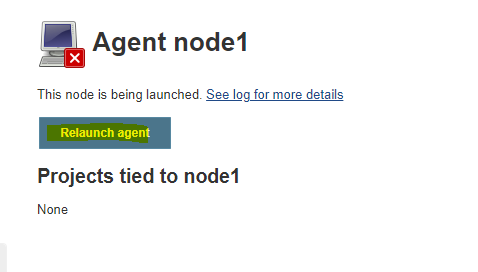 Agent node1
This node is being launched. See log for more details
Relaunch agent
Projects tied to node1
None